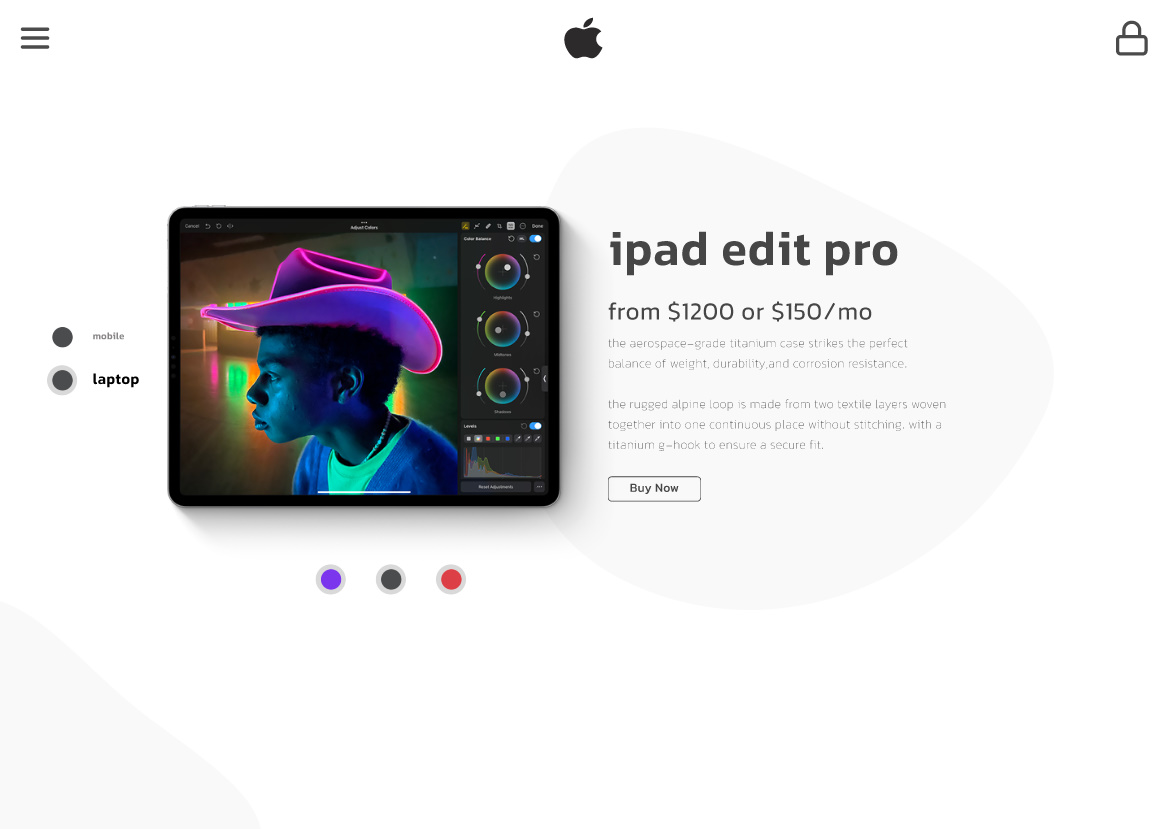 Cancel
Adjust Colors
Done
Color Balance
Highlights
Midtones
Shadows
Levels
Reset Adjustments
mobile
laptop
ipad edit pro
from $1200 or $150/mo
the aerospace-grade titanium case strikes the perfect
balance of weight, durability,and corrosion resistance.
the rugged alpine loop is made from two textile layers woven
together into one continuous place without stitching. with a
titanium g-hook to ensure a secure fit.
Buy Now